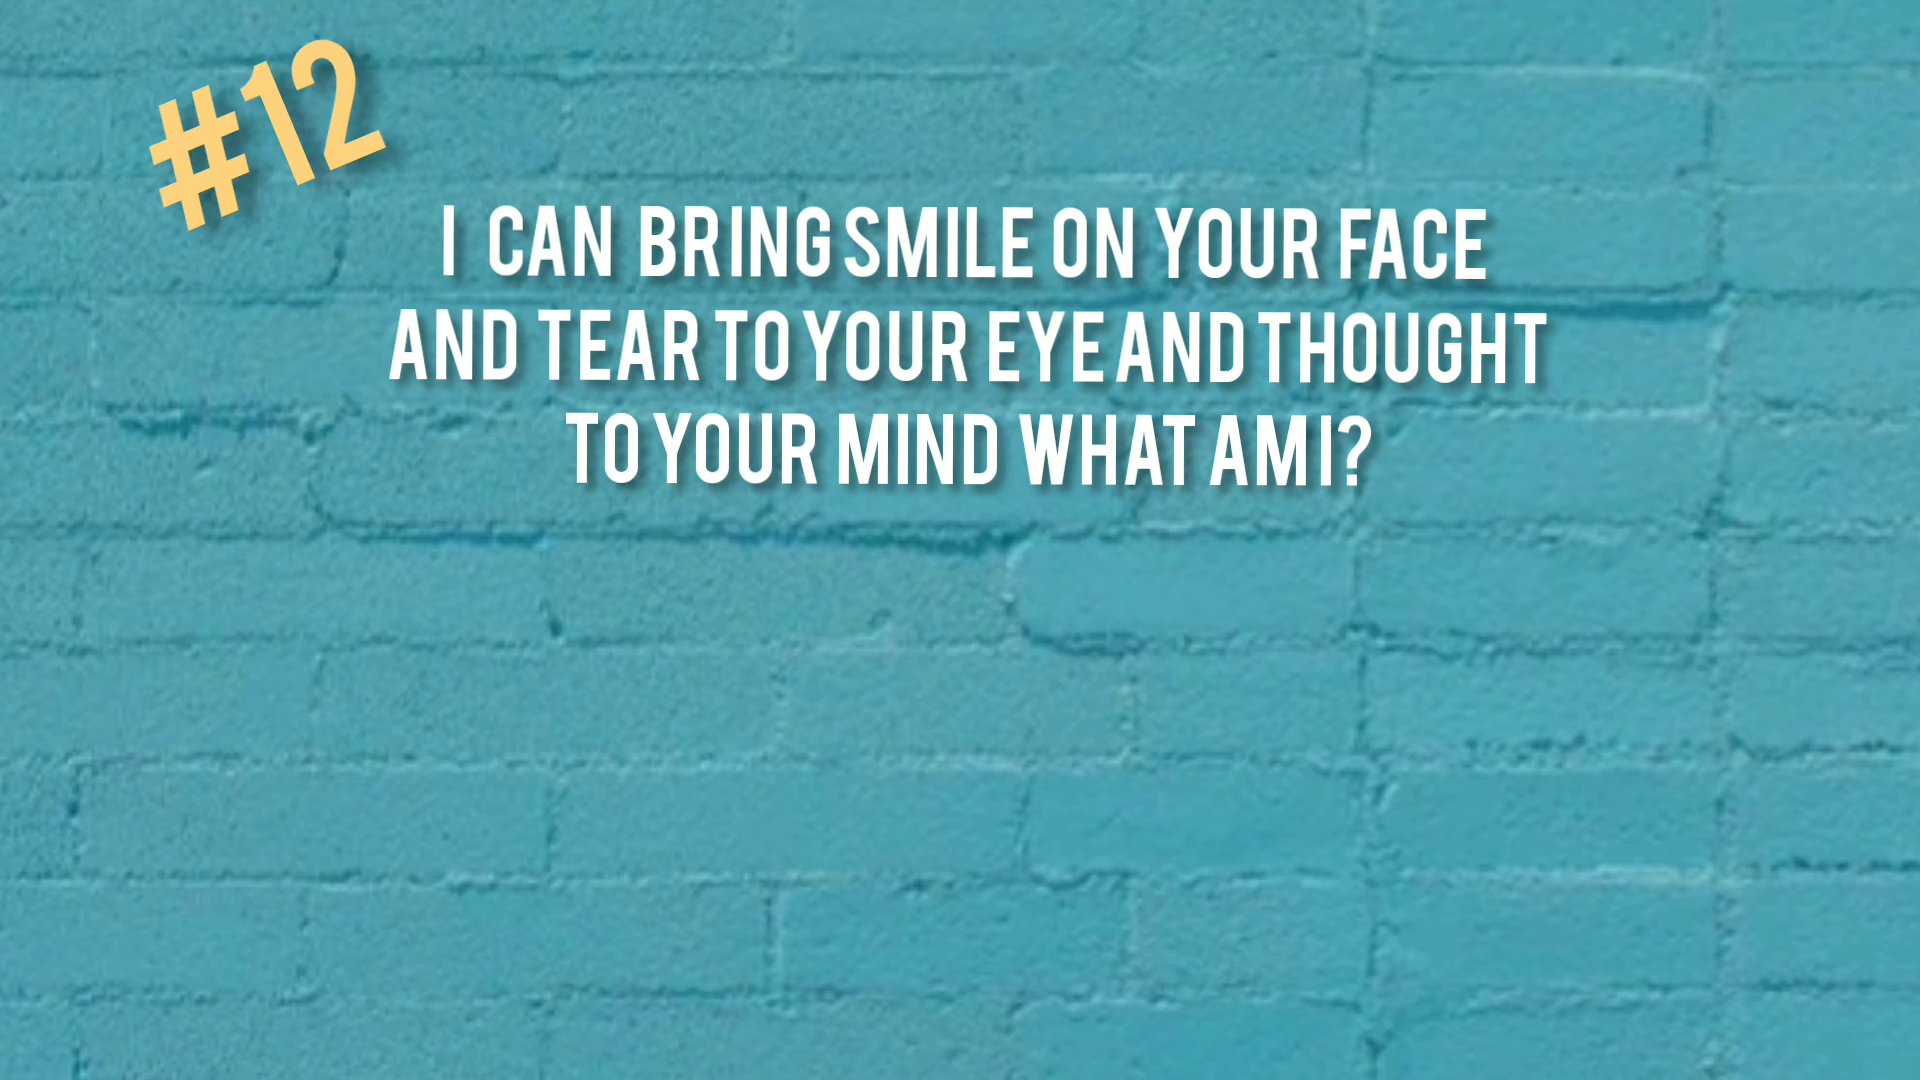 #12
I CAN BRING SMILE ON YOUR FACE
AND TEAR TO YOUR EYE AND THOUGHT
TO YOUR MIND WHAT AM I?